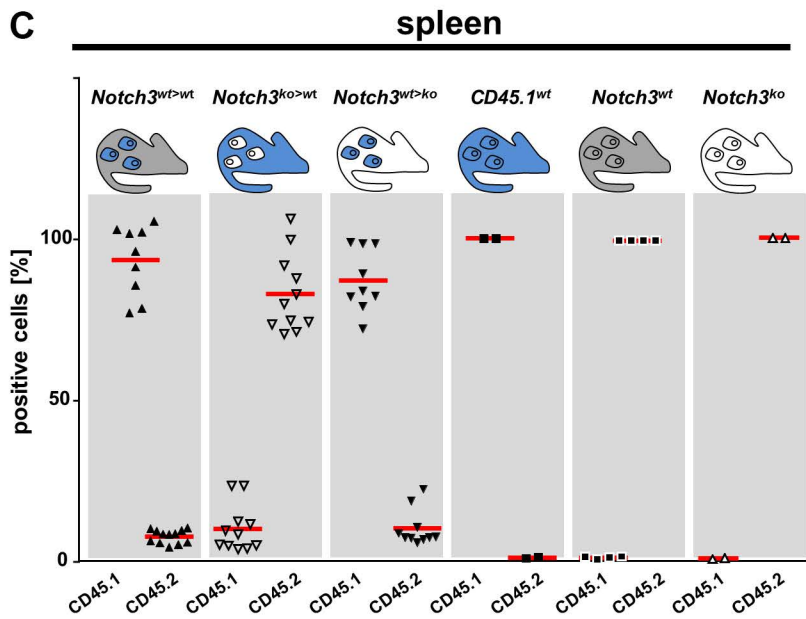 C
spleen
Notch3wt>wt Notch3ko>wt Notch3wt>ko CD45.1wt Notch3wt Notch3ko
positive cells [%]
100
50
0
CD45.1 CD45.2 CD45.1 CD45.2 CD45.1 CD45.2 CD45.1 CD45.2 CD45.1 CD45.2 CD45.1 CD45.2